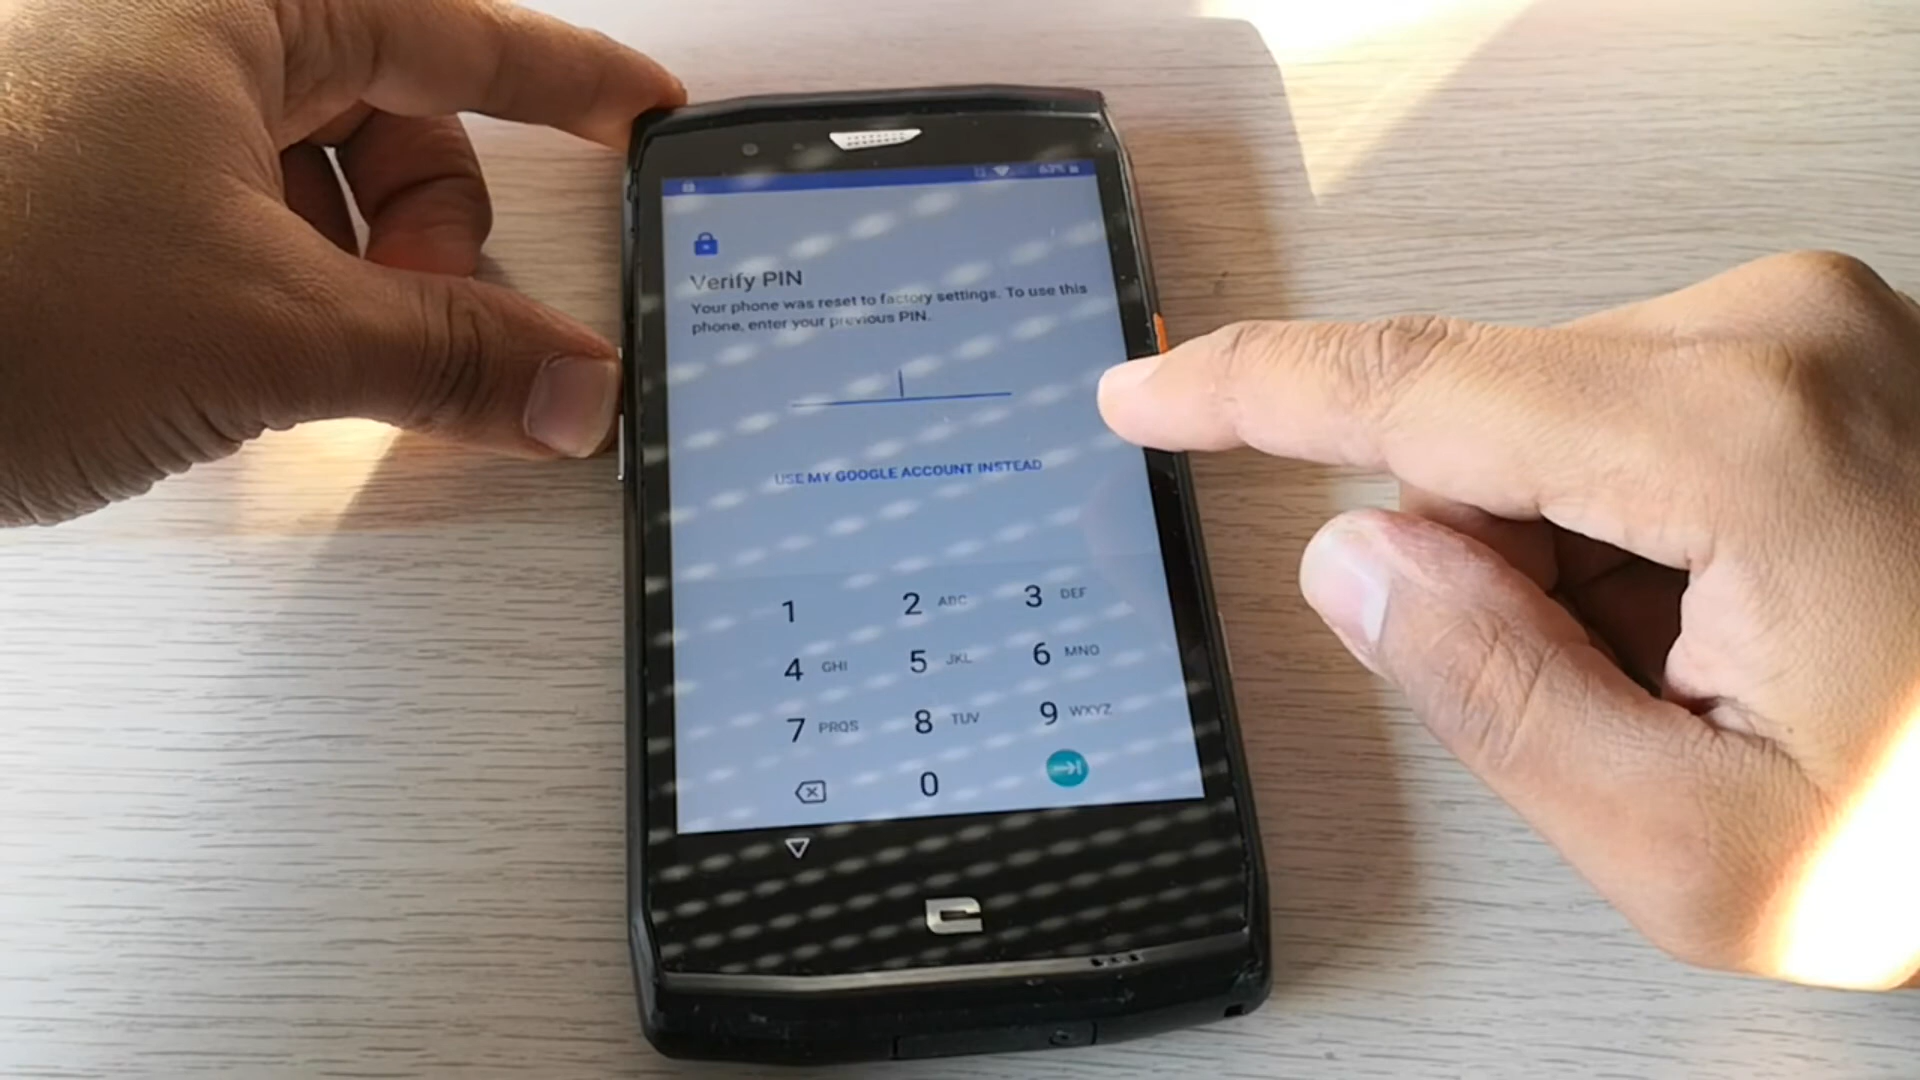 63%
Verify PIN
Your phone was reset to factory settings. To use this
phone, enter your previous PIN.
USE MY GOOGLE ACCOUNT INSTEAD
1 2 ABC 3 DEF
4 GHI 5 JKL 6 MNO
7 PRQS 8 TUV 9 WXYZ
0